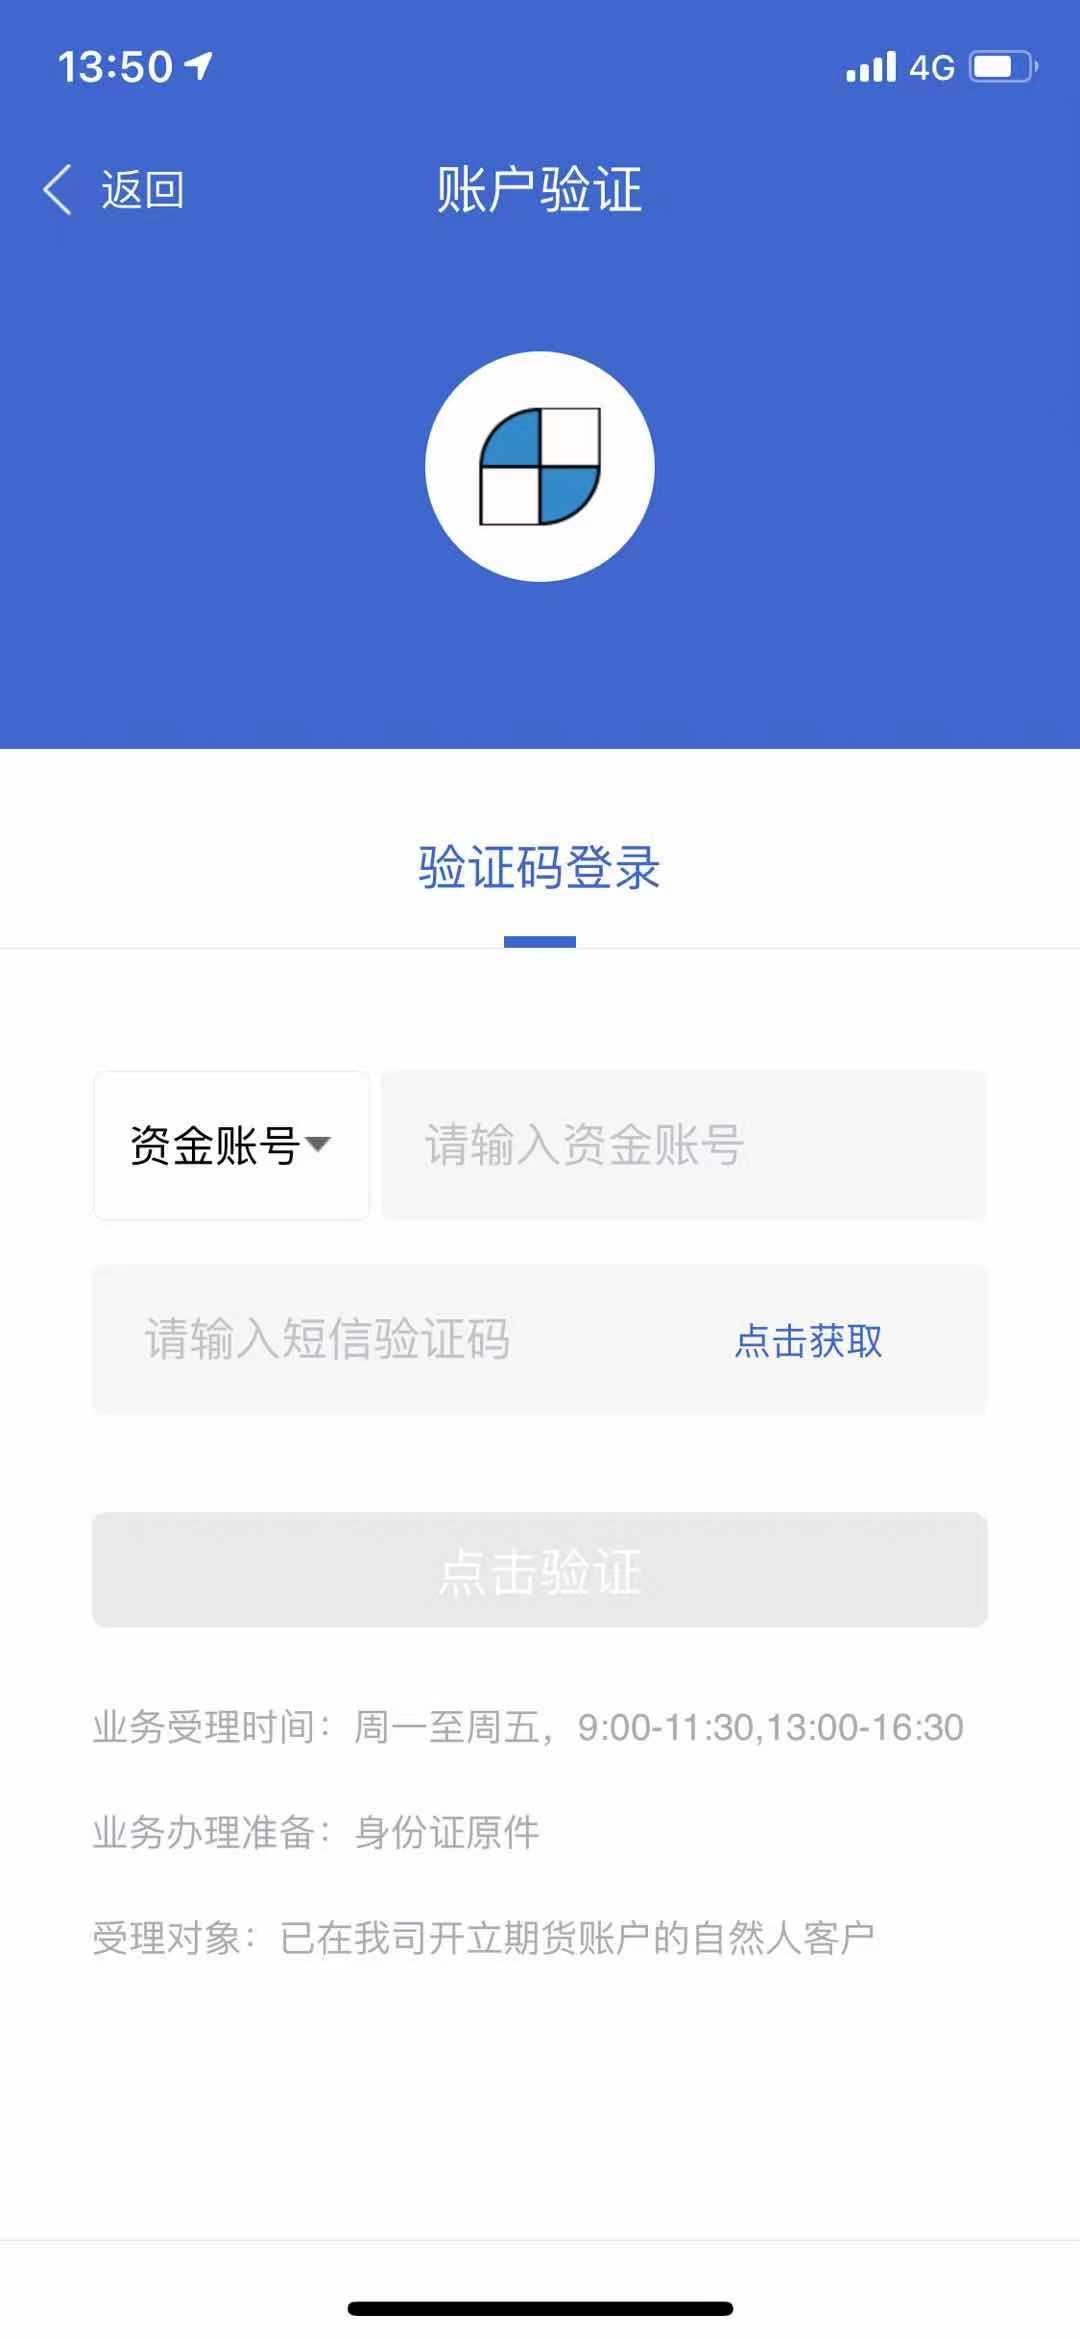 13:50
4G
返回
账户验证
验证码登录
资金账号
请输入资金账号
请输入短信验证码
点击获取
点击验证
业务受理时间：周一至周五，9:00-11:30,13:00-16:30
业务办理准备：身份证原件
受理对象：已在我司开立期货账户的自然人客户